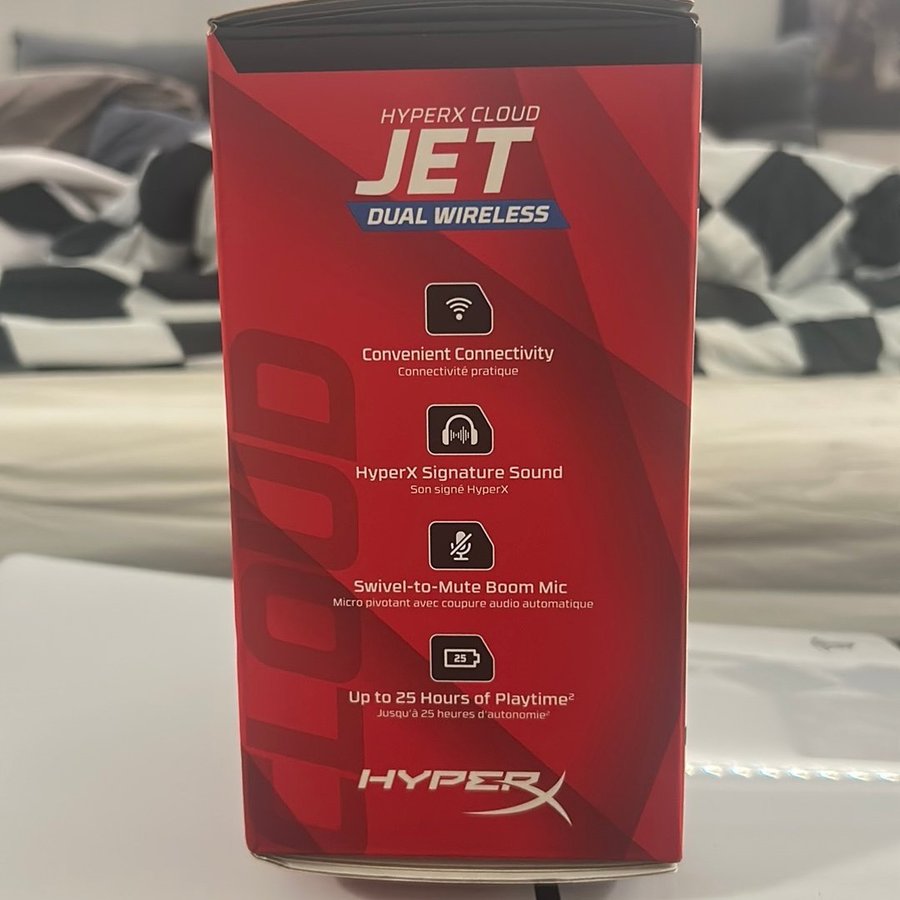 HYPERX CLOUD
JET
DUAL WIRELESS
Convenient Connectivity
Connectivité pratique
HyperX Signature Sound
Son signé HyperX
Swivel-to-Mute Boom Mic
Micro pivotant avec coupure audio automatique
25
Up to 25 Hours of Playtime²
Jusqu'à 25 heures d'autonomie²
HYPERX
CLOUD